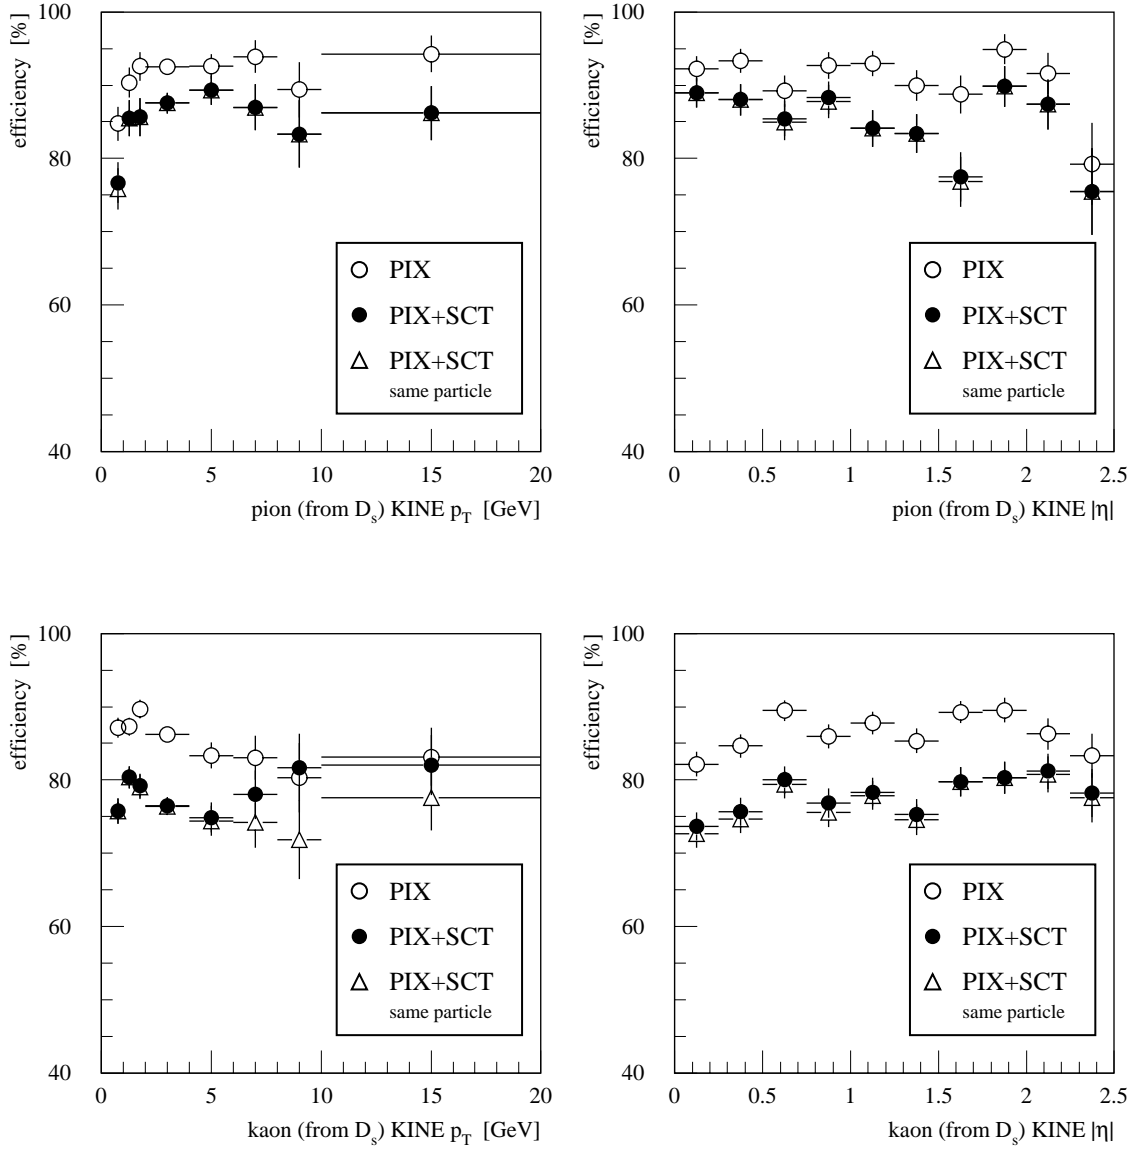 efficiency [%]
100
80
60
40
0
5
10
15
20
pion (from D_s) KINE p_T [GeV]
PIX
PIX+SCT
PIX+SCT
same particle
efficiency [%]
100
80
60
40
0
0.5
1
1.5
2
2.5
pion (from D_s) KINE |η|
PIX
PIX+SCT
PIX+SCT
same particle
efficiency [%]
100
80
60
40
0
5
10
15
20
kaon (from D_s) KINE p_T [GeV]
PIX
PIX+SCT
PIX+SCT
same particle
efficiency [%]
100
80
60
40
0
0.5
1
1.5
2
2.5
kaon (from D_s) KINE |η|
PIX
PIX+SCT
PIX+SCT
same particle